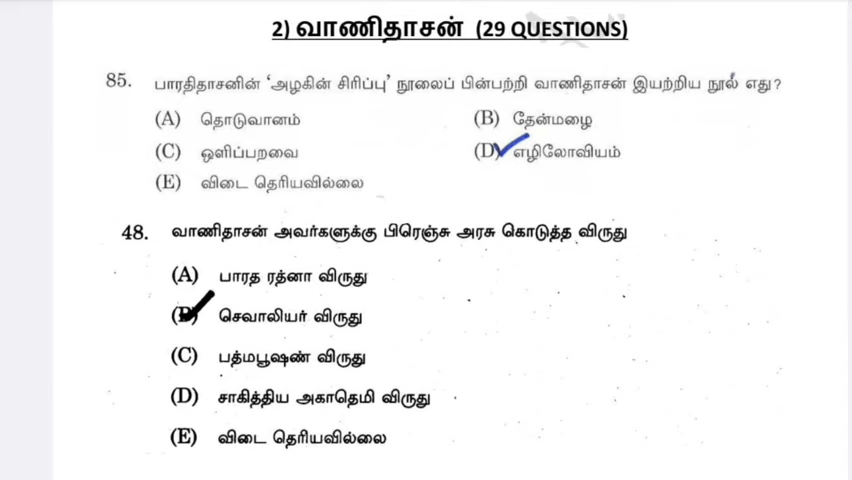 2) வாணிதாசன் (29 QUESTIONS)
85. பாரதிதாசனின் ‘அழகின் சிரிப்பு’ நூலைப் பின்பற்றி வாணிதாசன் இயற்றிய நூல் எது?
(A) தொடுவானம் (B) தேன்மழை
(C) ஒளிப்பறவை (D) எழிலோவியம்
(E) விடை தெரியவில்லை
48. வாணிதாசன் அவர்களுக்கு பிரெஞ்சு அரசு கொடுத்த விருது
(A) பாரத ரத்னா விருது
(B) செவாலியர் விருது
(C) பத்மபூஷண் விருது
(D) சாகித்திய அகாதெமி விருது
(E) விடை தெரியவில்லை